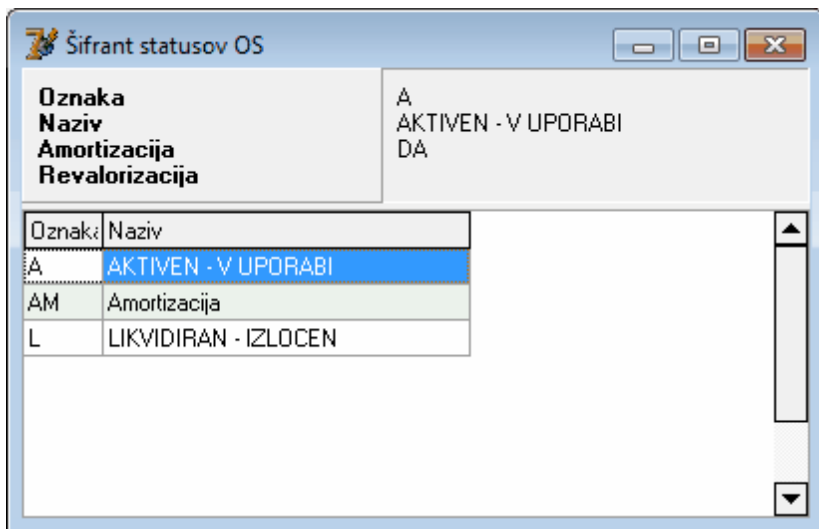 Šifrant statusov OS
Oznaka A
Naziv AKTIVEN - V UPORABI
Amortizacija DA
Revalorizacija
Oznaka Naziv
A AKTIVEN - V UPORABI
AM Amortizacija
L LIKVIDIRAN - IZLOCEN